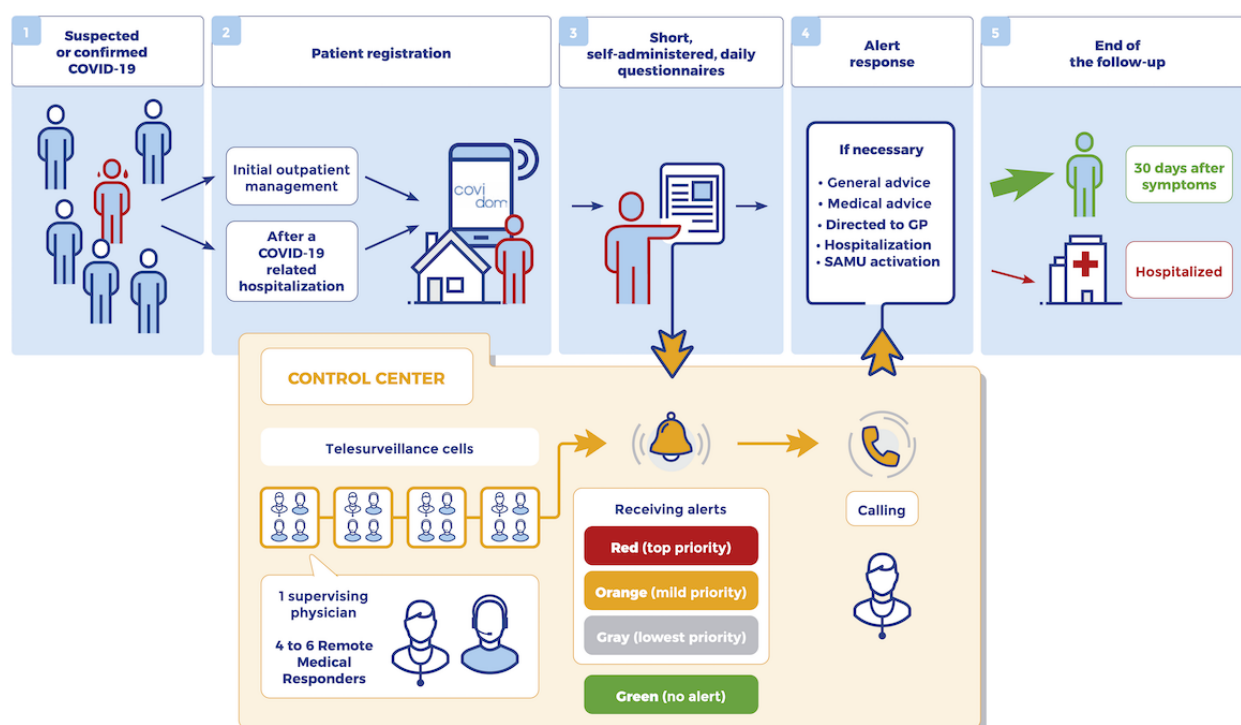 1
Suspected
or confirmed
COVID-19
2
Patient registration
3
Short,
self-administered, daily
questionnaires
4
Alert
response
5
End of
the follow-up
Initial outpatient
management
After a
COVID-19
related
hospitalization
covi
dom
If necessary
• General advice
• Medical advice
• Directed to GP
• Hospitalization
• SAMU activation
30 days after
symptoms
Hospitalized
CONTROL CENTER
Telesurveillance cells
1 supervising
physician
4 to 6 Remote
Medical
Responders
Receiving alerts
Red (top priority)
Orange (mild priority)
Gray (lowest priority)
Green (no alert)
Calling